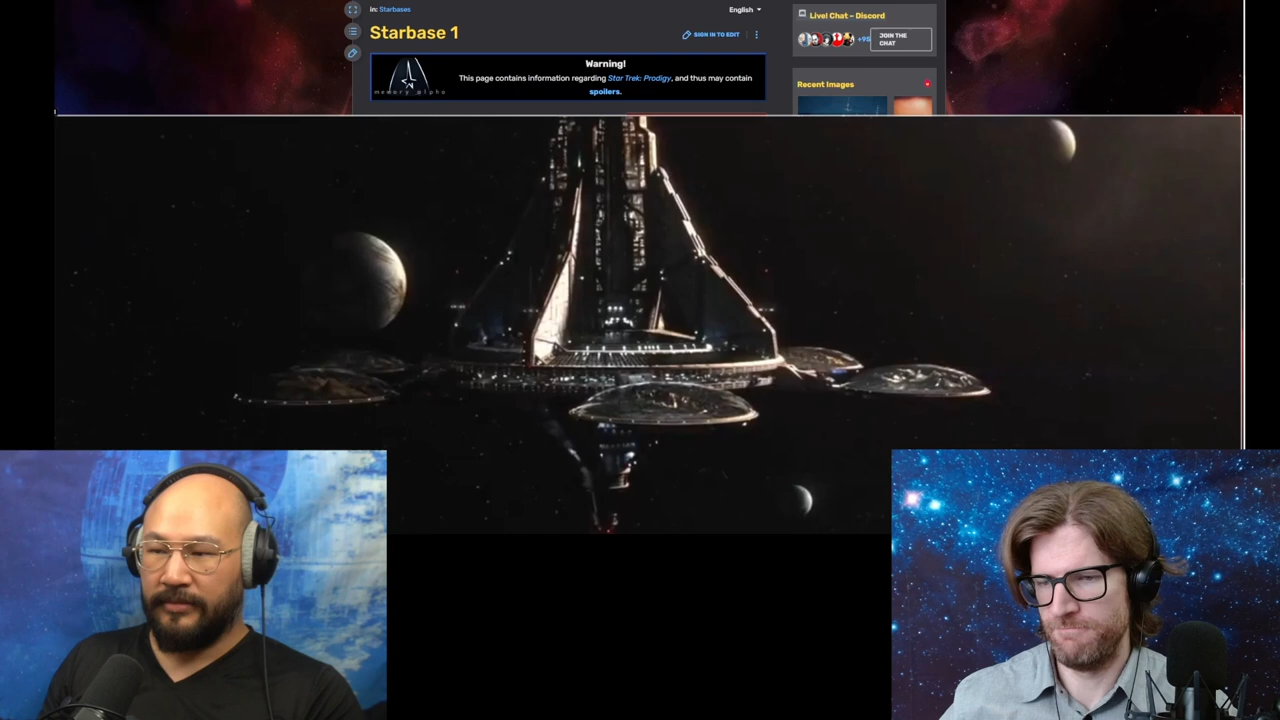 in: Starbases
English
Starbase 1
SIGN IN TO EDIT
Warning!
This page contains information regarding Star Trek: Prodigy, and thus may contain
spoilers.
memory alpha
Live! Chat – Discord
+95
JOIN THE
CHAT
Recent Images